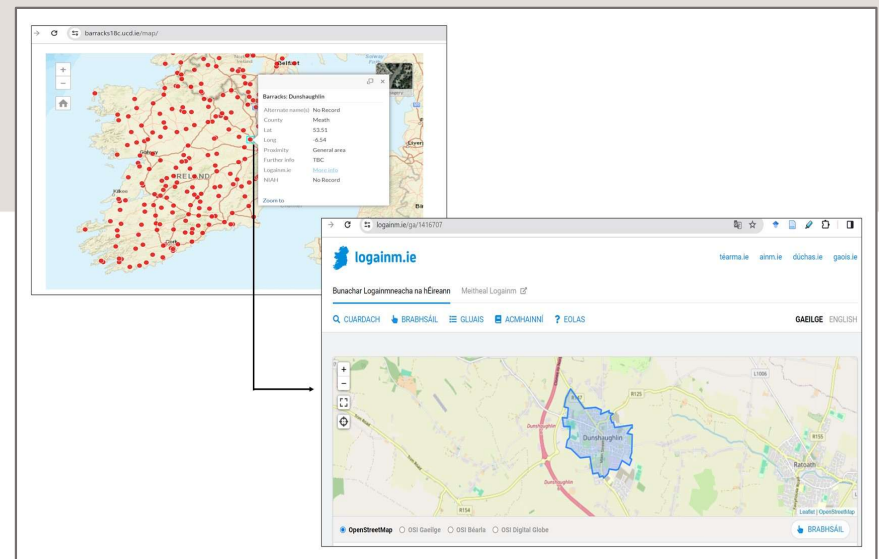 barracks18c.ucd.ie/map/
Belfast
Galway
IRELAND
Cork
Barracks: Dunshaughlin
Alternate name(s) No Record
County Meath
Lat 53.51
Long -6.54
Proximity General area
Further info TBC
Logainm.ie More info
NIAH No Record
Zoom to
logainm.ie/ga/1416707
logainm.ie
téarma.ie ainm.ie dúchas.ie gaois.ie
Bunachar Logainmneacha na hÉireann Meitheal Logainm
CUARDACH BRABHSÁIL GLUAIS ACMHAINNÍ EOLAS
GAEILGE ENGLISH
L1006
R147
R125
Dunshaughlin
Dunshaughlin
R155
Ratoath
Dunshaughlin
R154
Leaflet | OpenStreetMap
OpenStreetMap OSI Gaeilge OSI Béarla OSI Digital Globe
BRABHSÁIL